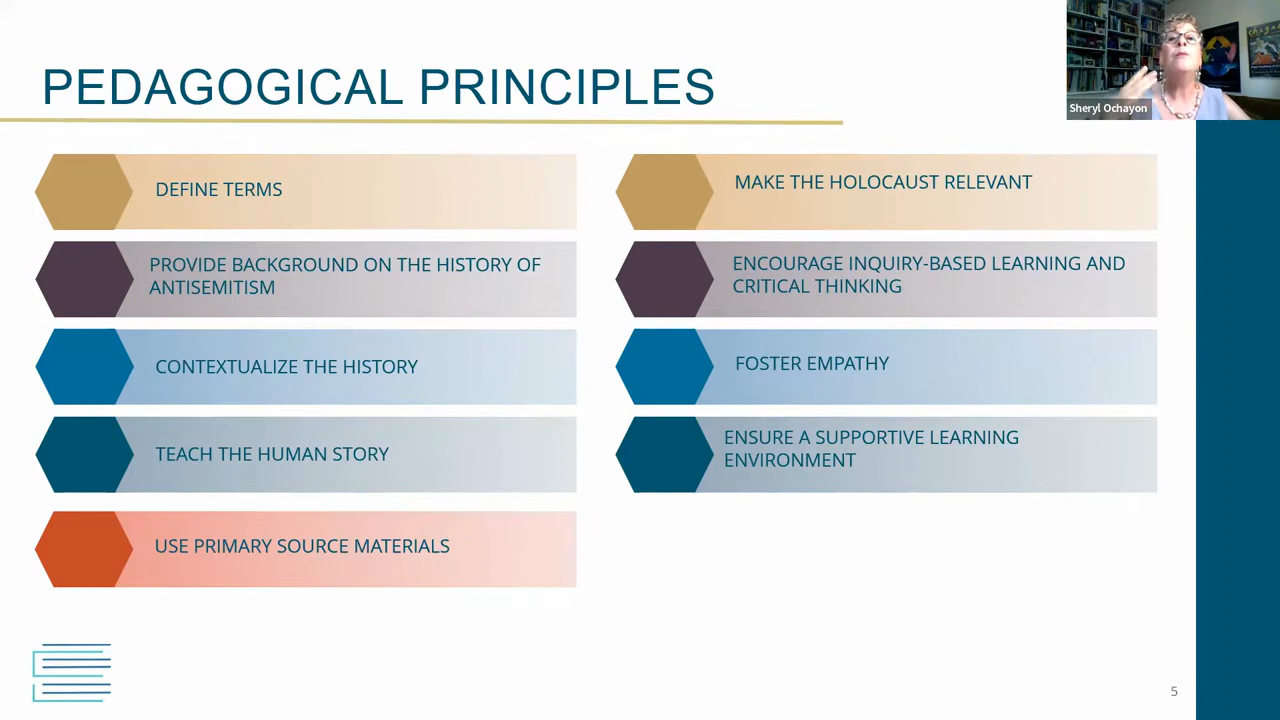 PEDAGOGICAL PRINCIPLES
Sheryl Ochayon
DEFINE TERMS
PROVIDE BACKGROUND ON THE HISTORY OF
ANTISEMITISM
CONTEXTUALIZE THE HISTORY
TEACH THE HUMAN STORY
USE PRIMARY SOURCE MATERIALS
MAKE THE HOLOCAUST RELEVANT
ENCOURAGE INQUIRY-BASED LEARNING AND
CRITICAL THINKING
FOSTER EMPATHY
ENSURE A SUPPORTIVE LEARNING
ENVIRONMENT
5